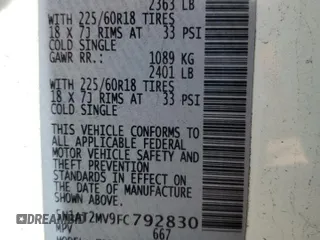 2363 LB
WITH 225/60R18 TIRES
18 X 7J RIMS AT 33 PSI
COLD SINGLE
GAWR RR.: 1089 KG
2401 LB
WITH 225/60R18 TIRES
18 X 7J RIMS AT 33 PSI
COLD SINGLE
THIS VEHICLE CONFORMS TO
ALL APPLICABLE FEDERAL
MOTOR VEHICLE SAFETY AND
THEFT PREVENTION
STANDARDS IN EFFECT ON
THE DATE OF MANUFACTURE
SHOWN ABOVE.
5N1AT2MV9FC792830
MPV 667